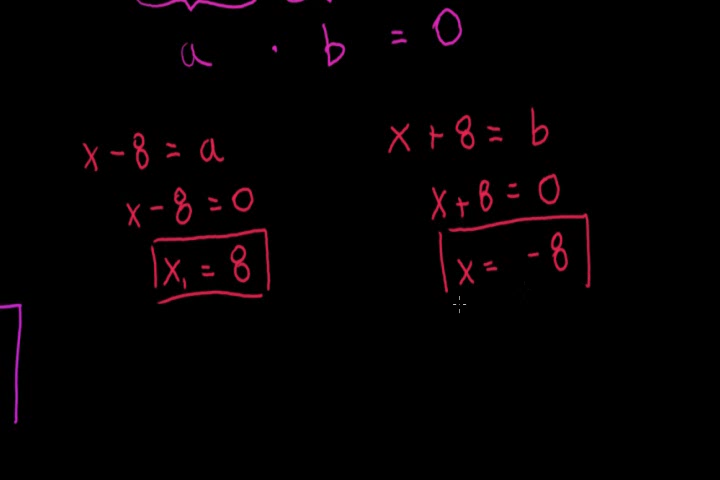 a · b = 0
x - 8 = a
x - 8 = 0
x₁ = 8
x + 8 = b
x + 8 = 0
x = -8